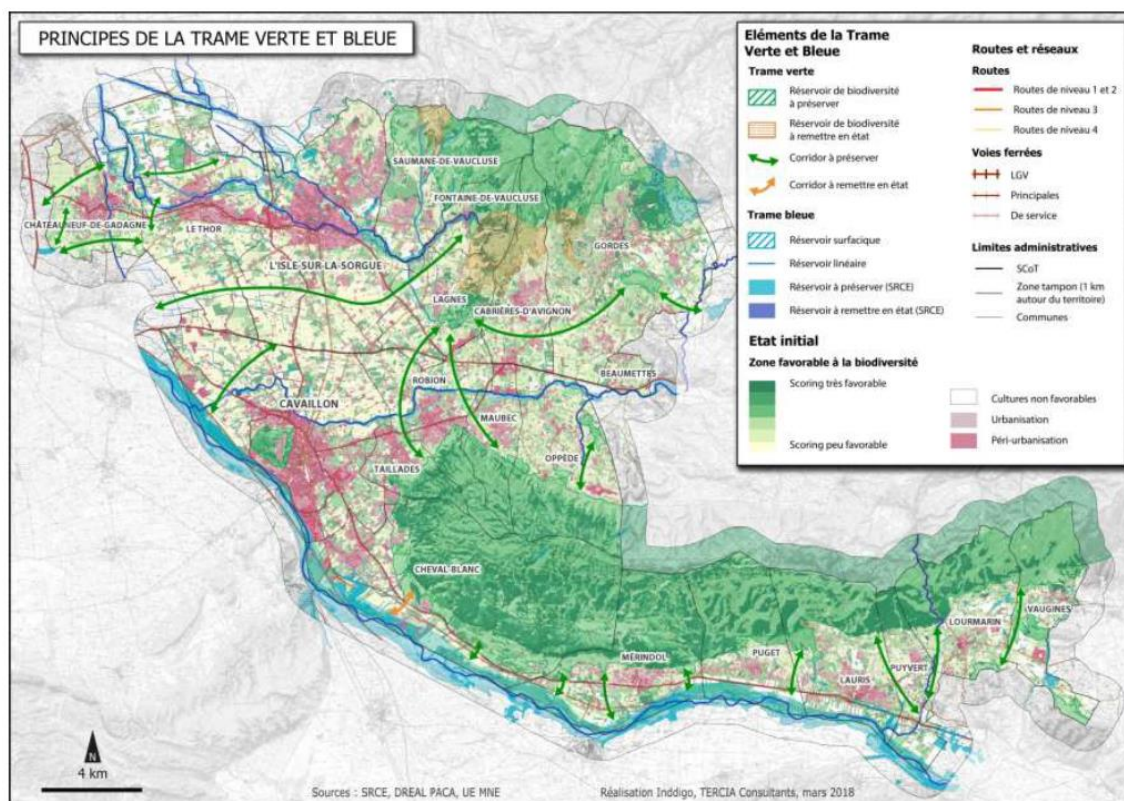 PRINCIPES DE LA TRAME VERTE ET BLEUE
Eléments de la Trame
Verte et Bleue
Trame verte
Réservoir de biodiversité
à préserver
Réservoir de biodiversité
à remettre en état
Corridor à préserver
Corridor à remettre en état
Trame bleue
Réservoir surfacique
Réservoir linéaire
Réservoir à préserver (SRCE)
Réservoir à remettre en état (SRCE)
Etat initial
Zone favorable à la biodiversité
Scoring très favorable
Scoring peu favorable
Routes et réseaux
Routes
Routes de niveau 1 et 2
Routes de niveau 3
Routes de niveau 4
Voies ferrées
LGV
Principales
De service
Limites administratives
SCoT
Zone tampon (1 km
autour du territoire)
Communes
Cultures non favorables
Urbanisation
Péri-urbanisation
SAUMANE-DE-VAUCLUSE
FONTAINE-DE-VAUCLUSE
CHÂTEAUNEUF-DE-GADAGNE
LE THOR
GORDES
L'ISLE-SUR-LA-SORGUE
LAGNES
CABRIÈRES-D'AVIGNON
BEAUMETTES
ROBION
CAVAILLON
MAUBEC
OPPÈDE
TAILLADES
CHEVAL-BLANC
VAUGINES
LOURMARIN
MÉRINDOL
PUGET
PUYVERT
LAURIS
N
4 km
Sources : SRCE, DREAL PACA, UE MNE
Réalisation Inddigo, TERCIA Consultants, mars 2018